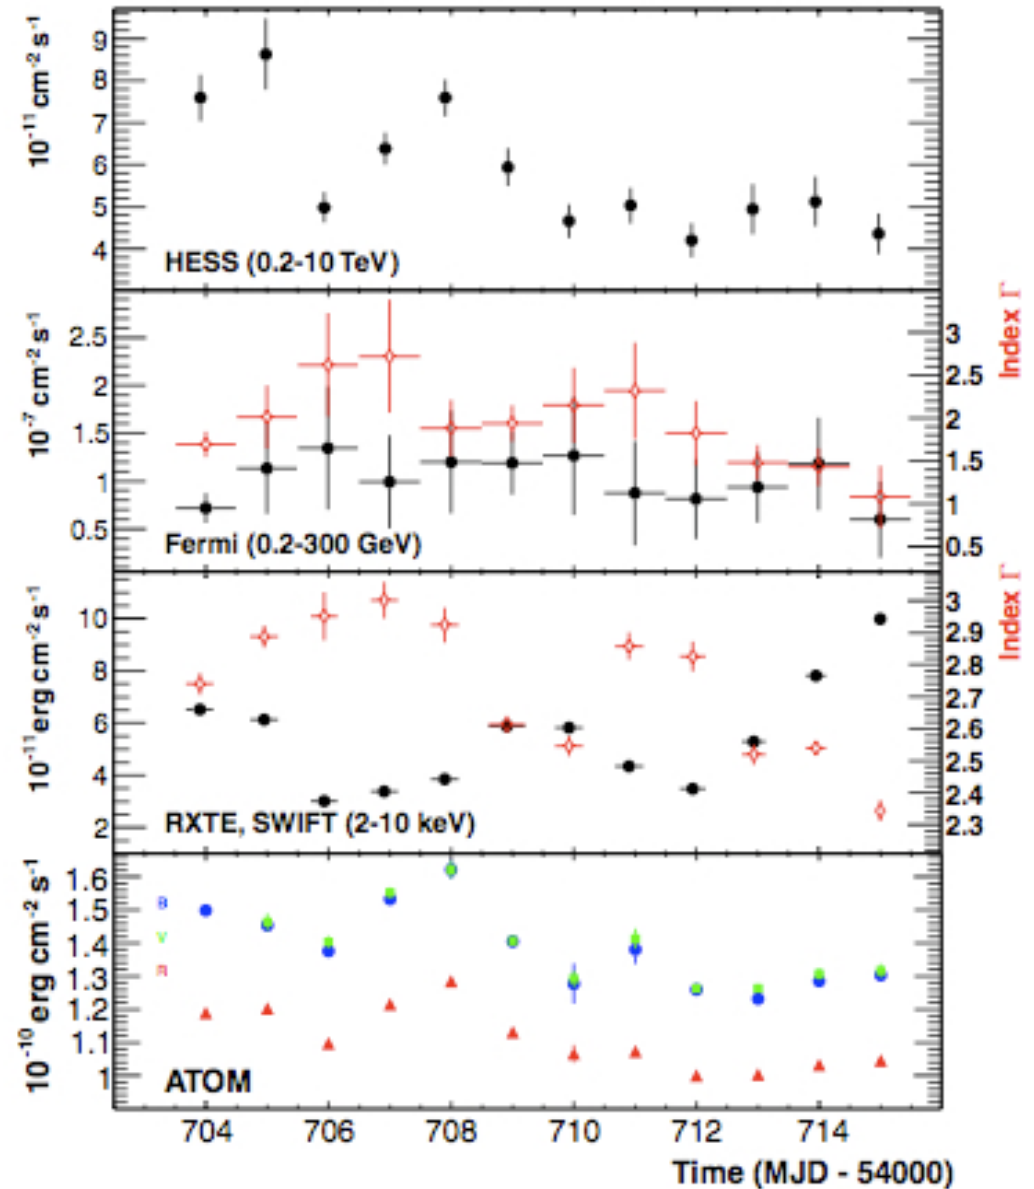 10⁻¹¹ cm⁻² s⁻¹
9
8
7
6
5
4
HESS (0.2-10 TeV)
10⁻⁷ cm⁻² s⁻¹
2.5
2
1.5
1
0.5
Fermi (0.2-300 GeV)
3
2.5
2
1.5
1
0.5
Index Γ
10⁻¹¹ erg cm⁻² s⁻¹
10
8
6
4
2
RXTE, SWIFT (2-10 keV)
3
2.9
2.8
2.7
2.6
2.5
2.4
2.3
Index Γ
10⁻¹⁰ erg cm⁻² s⁻¹
1.6
1.5
1.4
1.3
1.2
1.1
1
B
V
R
ATOM
704 706 708 710 712 714
Time (MJD - 54000)